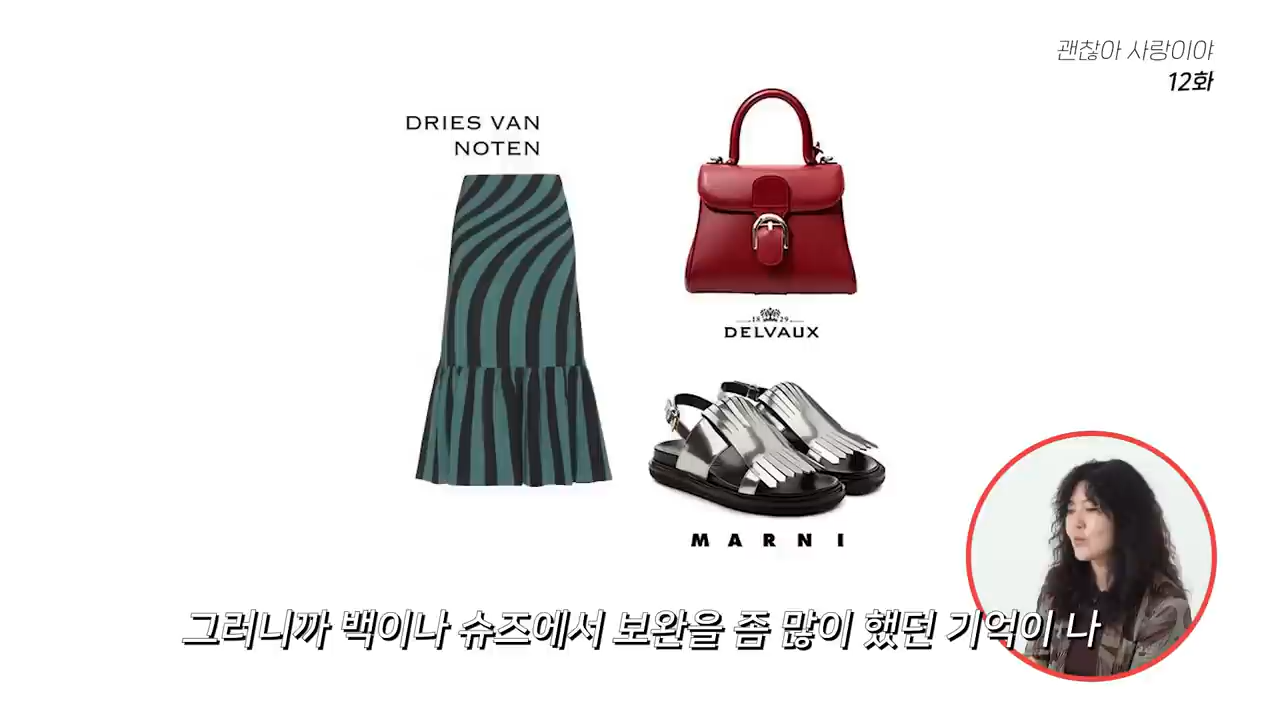 괜찮아 사랑이야
12화
DRIES VAN
NOTEN
18 29
DELVAUX
MARNI
그러니까 백이나 슈즈에서 보완을 좀 많이 했던 기억이 나